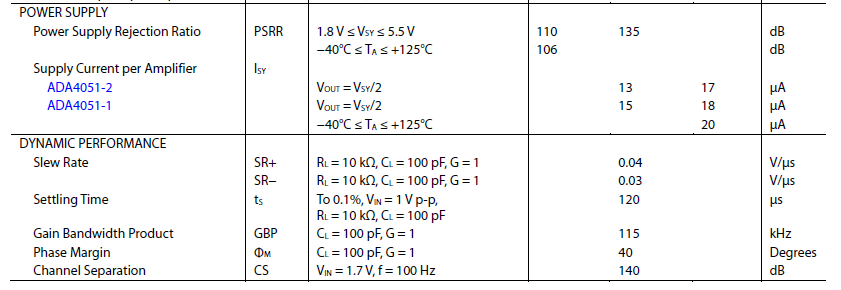 POWER SUPPLY
Power Supply Rejection Ratio PSRR 1.8 V ≤ VSY ≤ 5.5 V 110 135 dB
−40°C ≤ TA ≤ +125°C 106 dB
Supply Current per Amplifier ISY
ADA4051-2 VOUT = VSY/2 13 17 μA
ADA4051-1 VOUT = VSY/2 15 18 μA
−40°C ≤ TA ≤ +125°C 20 μA
DYNAMIC PERFORMANCE
Slew Rate SR+ RL = 10 kΩ, CL = 100 pF, G = 1 0.04 V/μs
SR− RL = 10 kΩ, CL = 100 pF, G = 1 0.03 V/μs
Settling Time tS To 0.1%, VIN = 1 V p-p, 120 μs
RL = 10 kΩ, CL = 100 pF
Gain Bandwidth Product GBP CL = 100 pF, G = 1 115 kHz
Phase Margin ΦM CL = 100 pF, G = 1 40 Degrees
Channel Separation CS VIN = 1.7 V, f = 100 Hz 140 dB